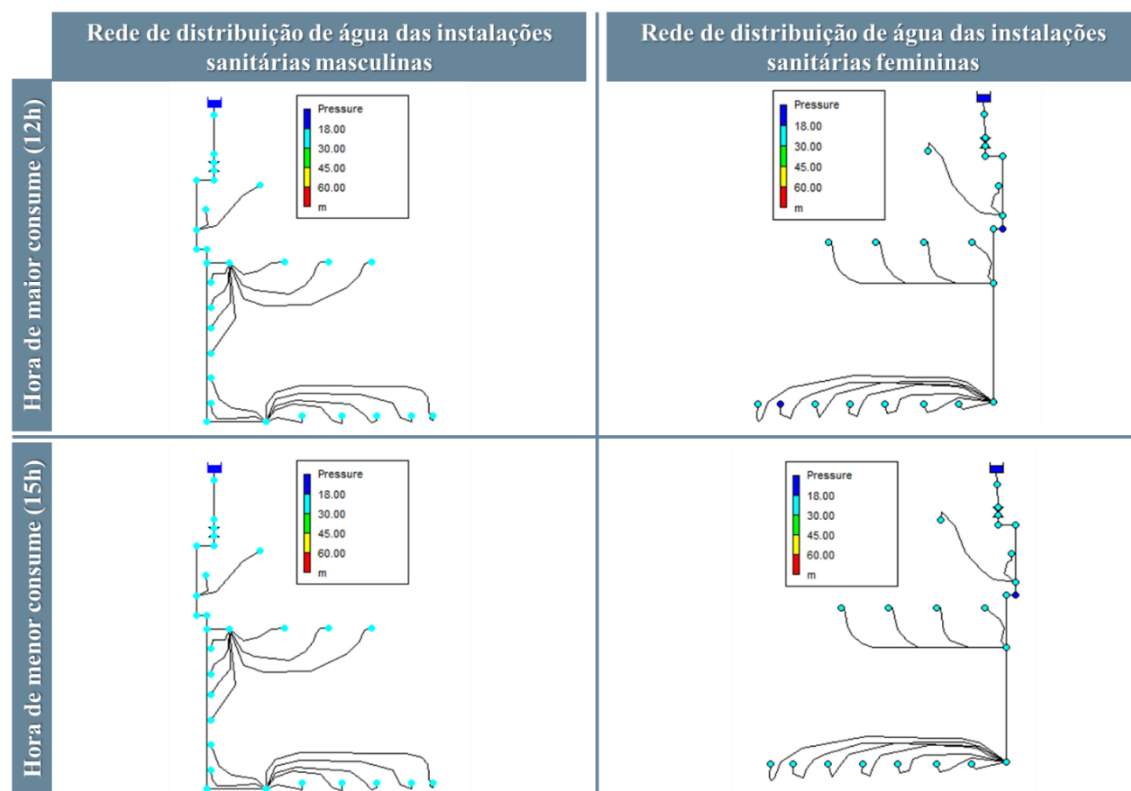 Rede de distribuição de água das instalações
sanitárias masculinas
Rede de distribuição de água das instalações
sanitárias femininas
Hora de maior consume (12h)
Pressure
18.00
30.00
45.00
60.00
m
Pressure
18.00
30.00
45.00
60.00
m
Hora de menor consume (15h)
Pressure
18.00
30.00
45.00
60.00
m
Pressure
18.00
30.00
45.00
60.00
m